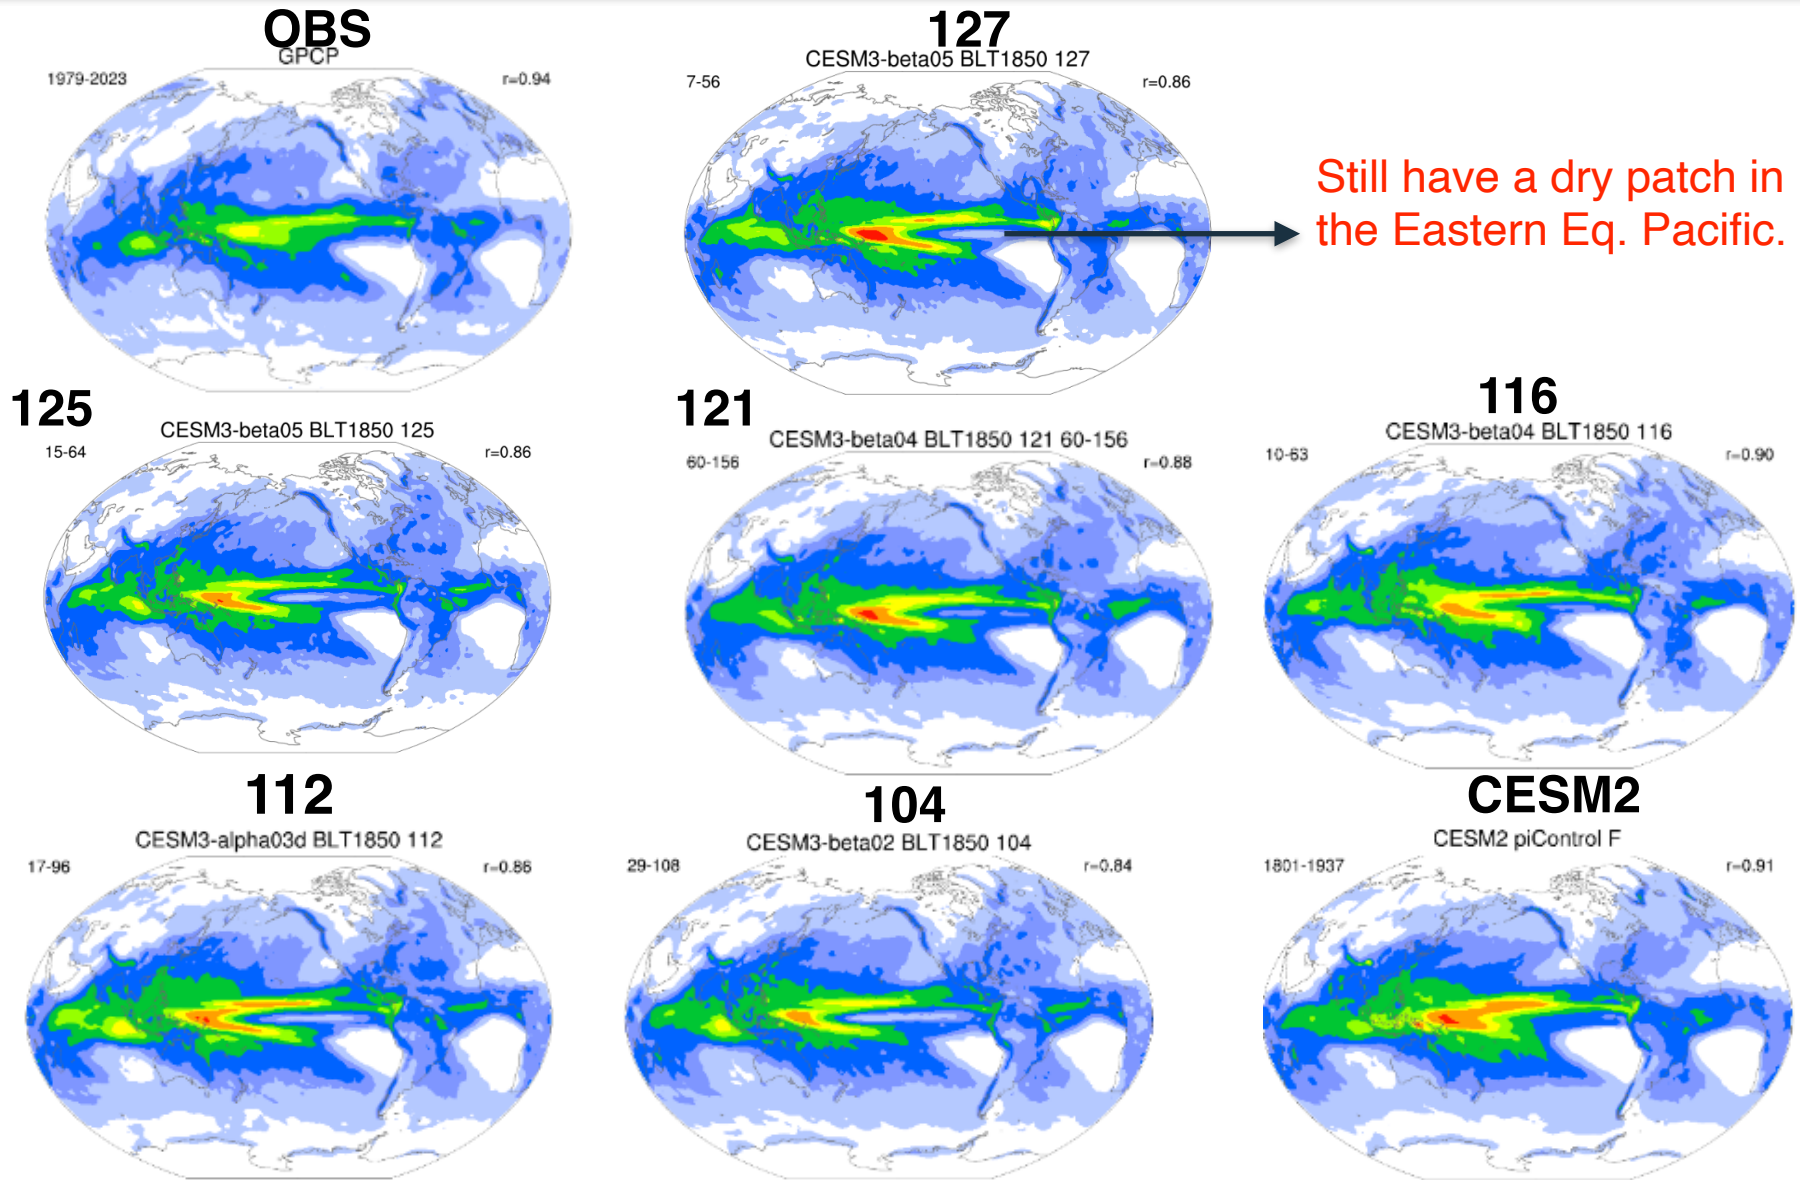 OBS
GPCP
1979-2023
r=0.94
127
CESM3-beta05 BLT1850 127
7-56
r=0.86
Still have a dry patch in
the Eastern Eq. Pacific.
125
CESM3-beta05 BLT1850 125
15-64
r=0.86
121
CESM3-beta04 BLT1850 121 60-156
60-156
r=0.88
116
CESM3-beta04 BLT1850 116
10-63
r=0.90
112
CESM3-alpha03d BLT1850 112
17-96
r=0.86
104
CESM3-beta02 BLT1850 104
29-108
r=0.84
CESM2
CESM2 piControl F
1801-1937
r=0.91